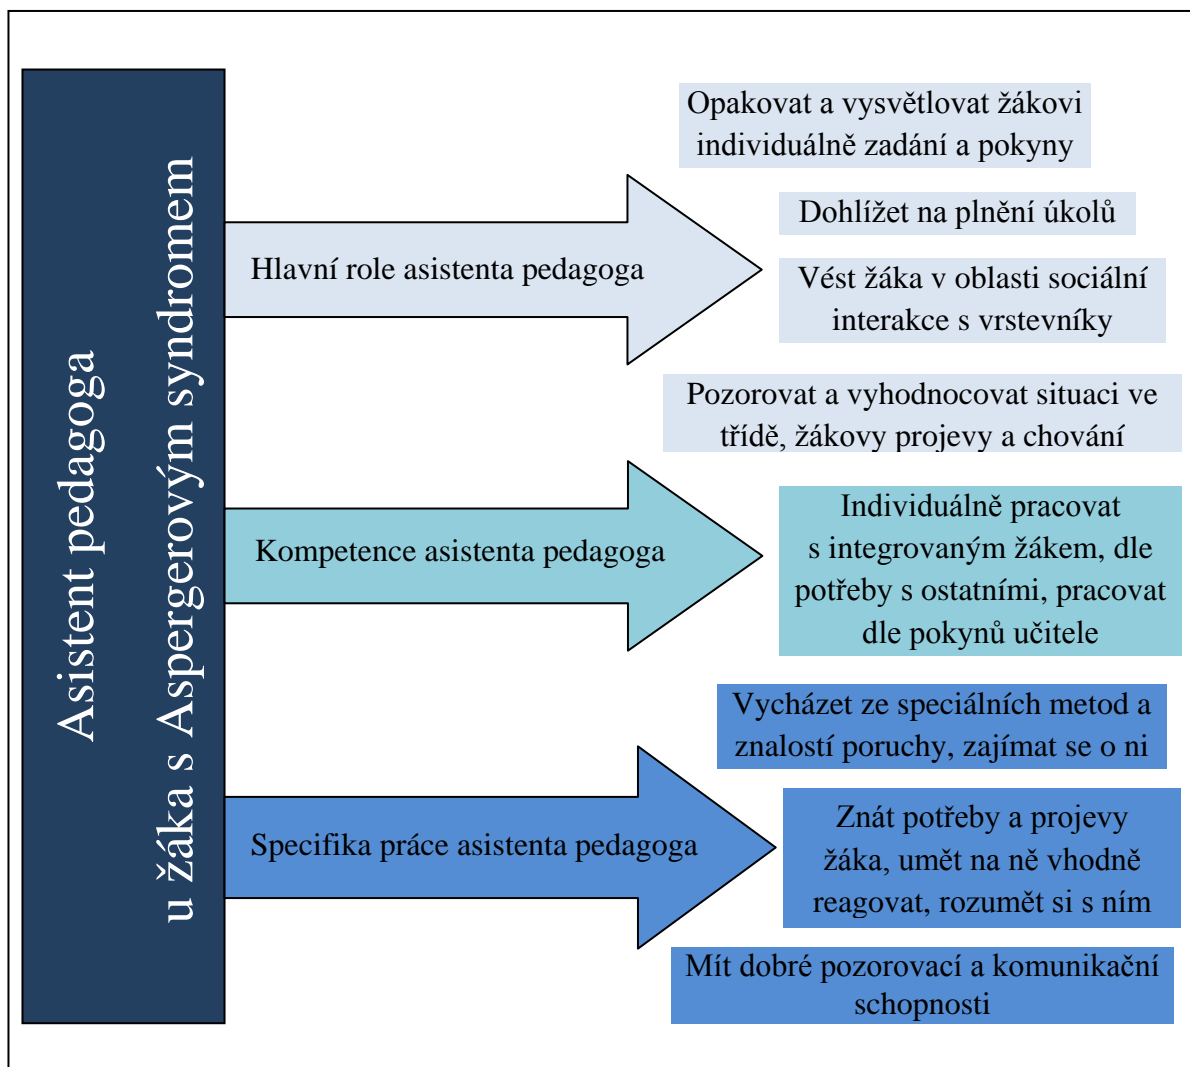 Asistent pedagoga
u žáka s Aspergerovým syndromem
Hlavní role asistenta pedagoga
Opakovat a vysvětlovat žákovi
individuálně zadání a pokyny
Dohlížet na plnění úkolů
Vést žáka v oblasti sociální
interakce s vrstevníky
Pozorovat a vyhodnocovat situaci ve
třídě, žákovy projevy a chování
Kompetence asistenta pedagoga
Individuálně pracovat
s integrovaným žákem, dle
potřeby s ostatními, pracovat
dle pokynů učitele
Specifika práce asistenta pedagoga
Vycházet ze speciálních metod a
znalostí poruchy, zajímat se o ni
Znát potřeby a projevy
žáka, umět na ně vhodně
reagovat, rozumět si s ním
Mít dobré pozorovací a komunikační
schopnosti